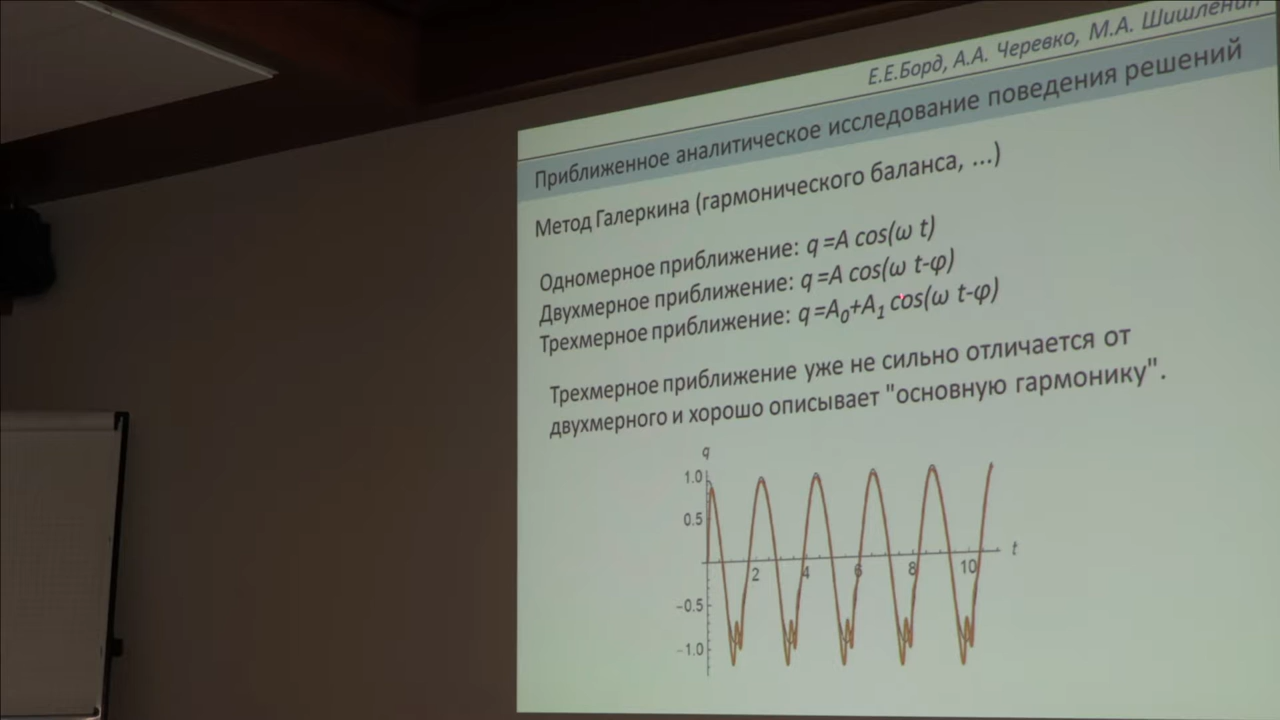 Е.Е.Борд, А.А. Черевко, М.А. Шишленин
Приближенное аналитическое исследование поведения решений
Метод Галеркина (гармонического баланса, ...)
Одномерное приближение: q =A cos(ω t)
Двухмерное приближение: q =A cos(ω t-φ)
Трехмерное приближение: q =A₀+A₁ cos(ω t-φ)
Трехмерное приближение уже не сильно отличается от
двухмерного и хорошо описывает "основную гармонику".
q
1.0
0.5
2 4 6 8 10 t
-0.5
-1.0